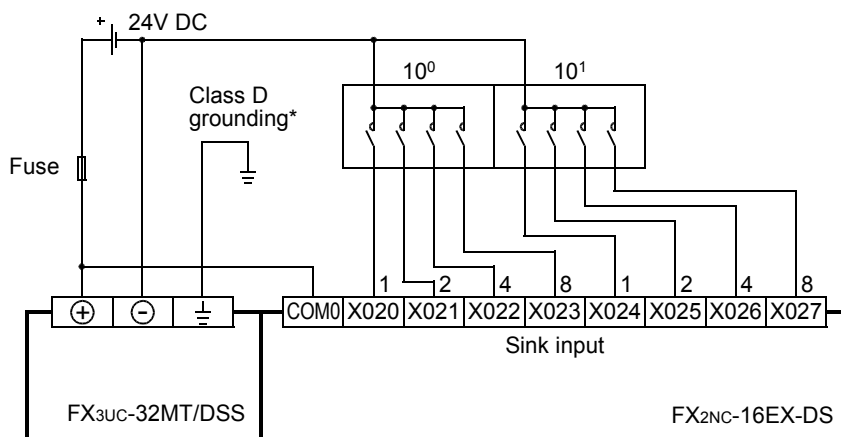 + 24V DC
10⁰ 10¹
Class D
grounding*
Fuse
1 2 4 8 1 2 4 8
+ - COM0 X020 X021 X022 X023 X024 X025 X026 X027
Sink input
FX3UC-32MT/DSS FX2NC-16EX-DS